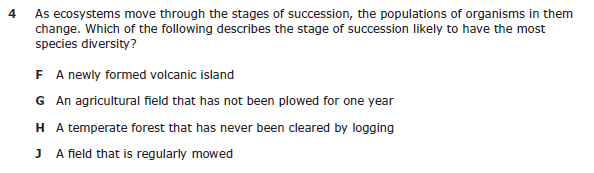 4 As ecosystems move through the stages of succession, the populations of organisms in them
change. Which of the following describes the stage of succession likely to have the most
species diversity?
F A newly formed volcanic island
G An agricultural field that has not been plowed for one year
H A temperate forest that has never been cleared by logging
J A field that is regularly mowed